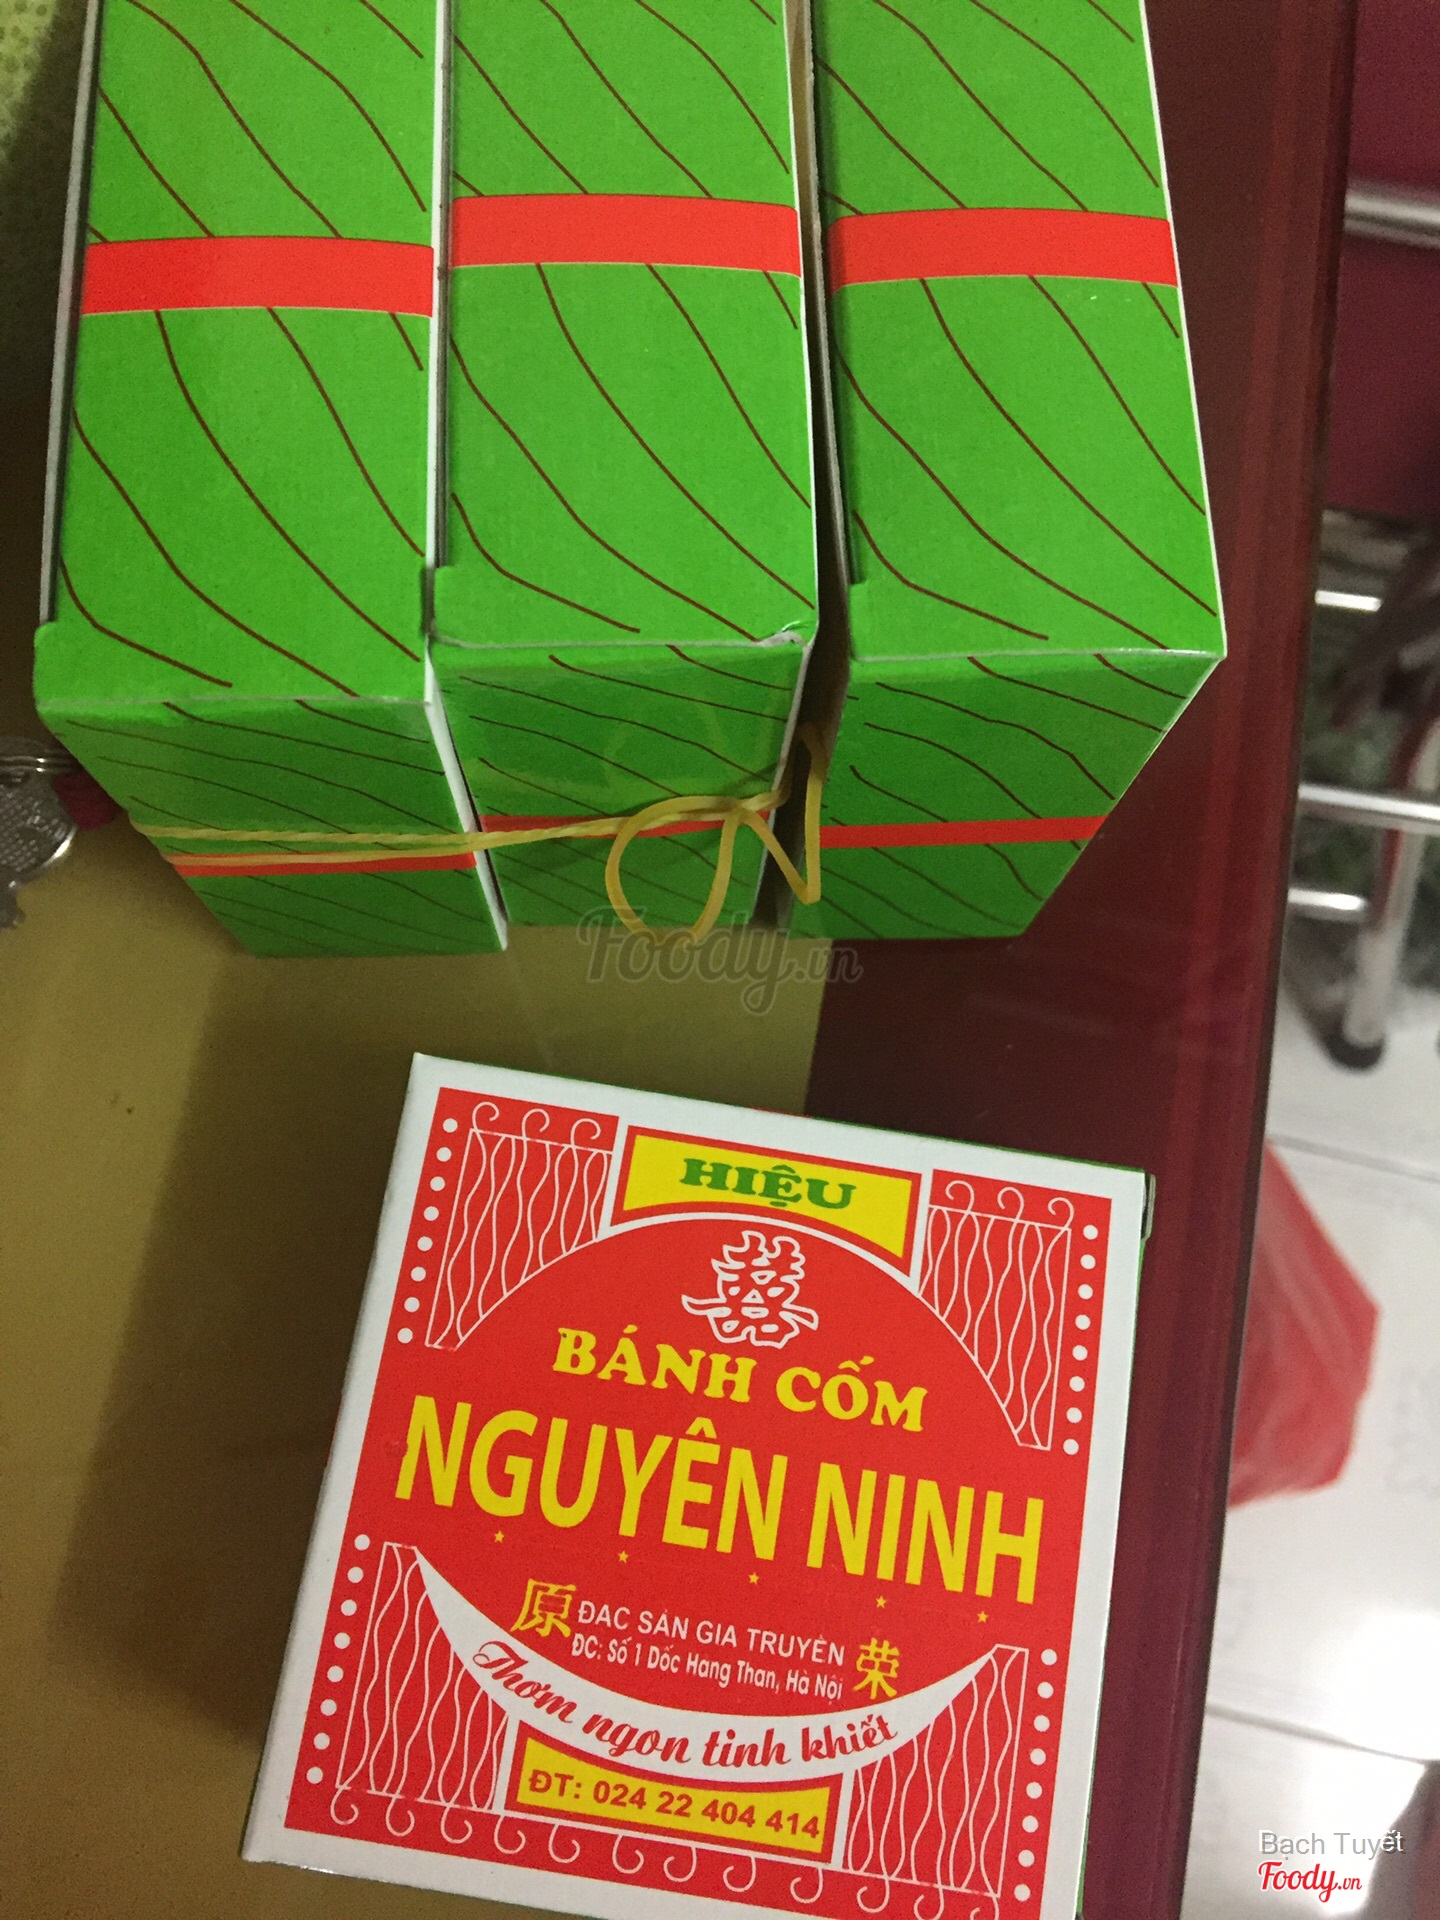 Foody.vn
HIỆU
囍
BÁNH CỐM
NGUYÊN NINH
原 ĐẶC SẢN GIA TRUYỀN 荣
ĐC: Số 1 Dốc Hàng Than, Hà Nội
Thơm ngon tinh khiết
ĐT: 024 22 404 414
Bạch Tuyết
Foody.vn